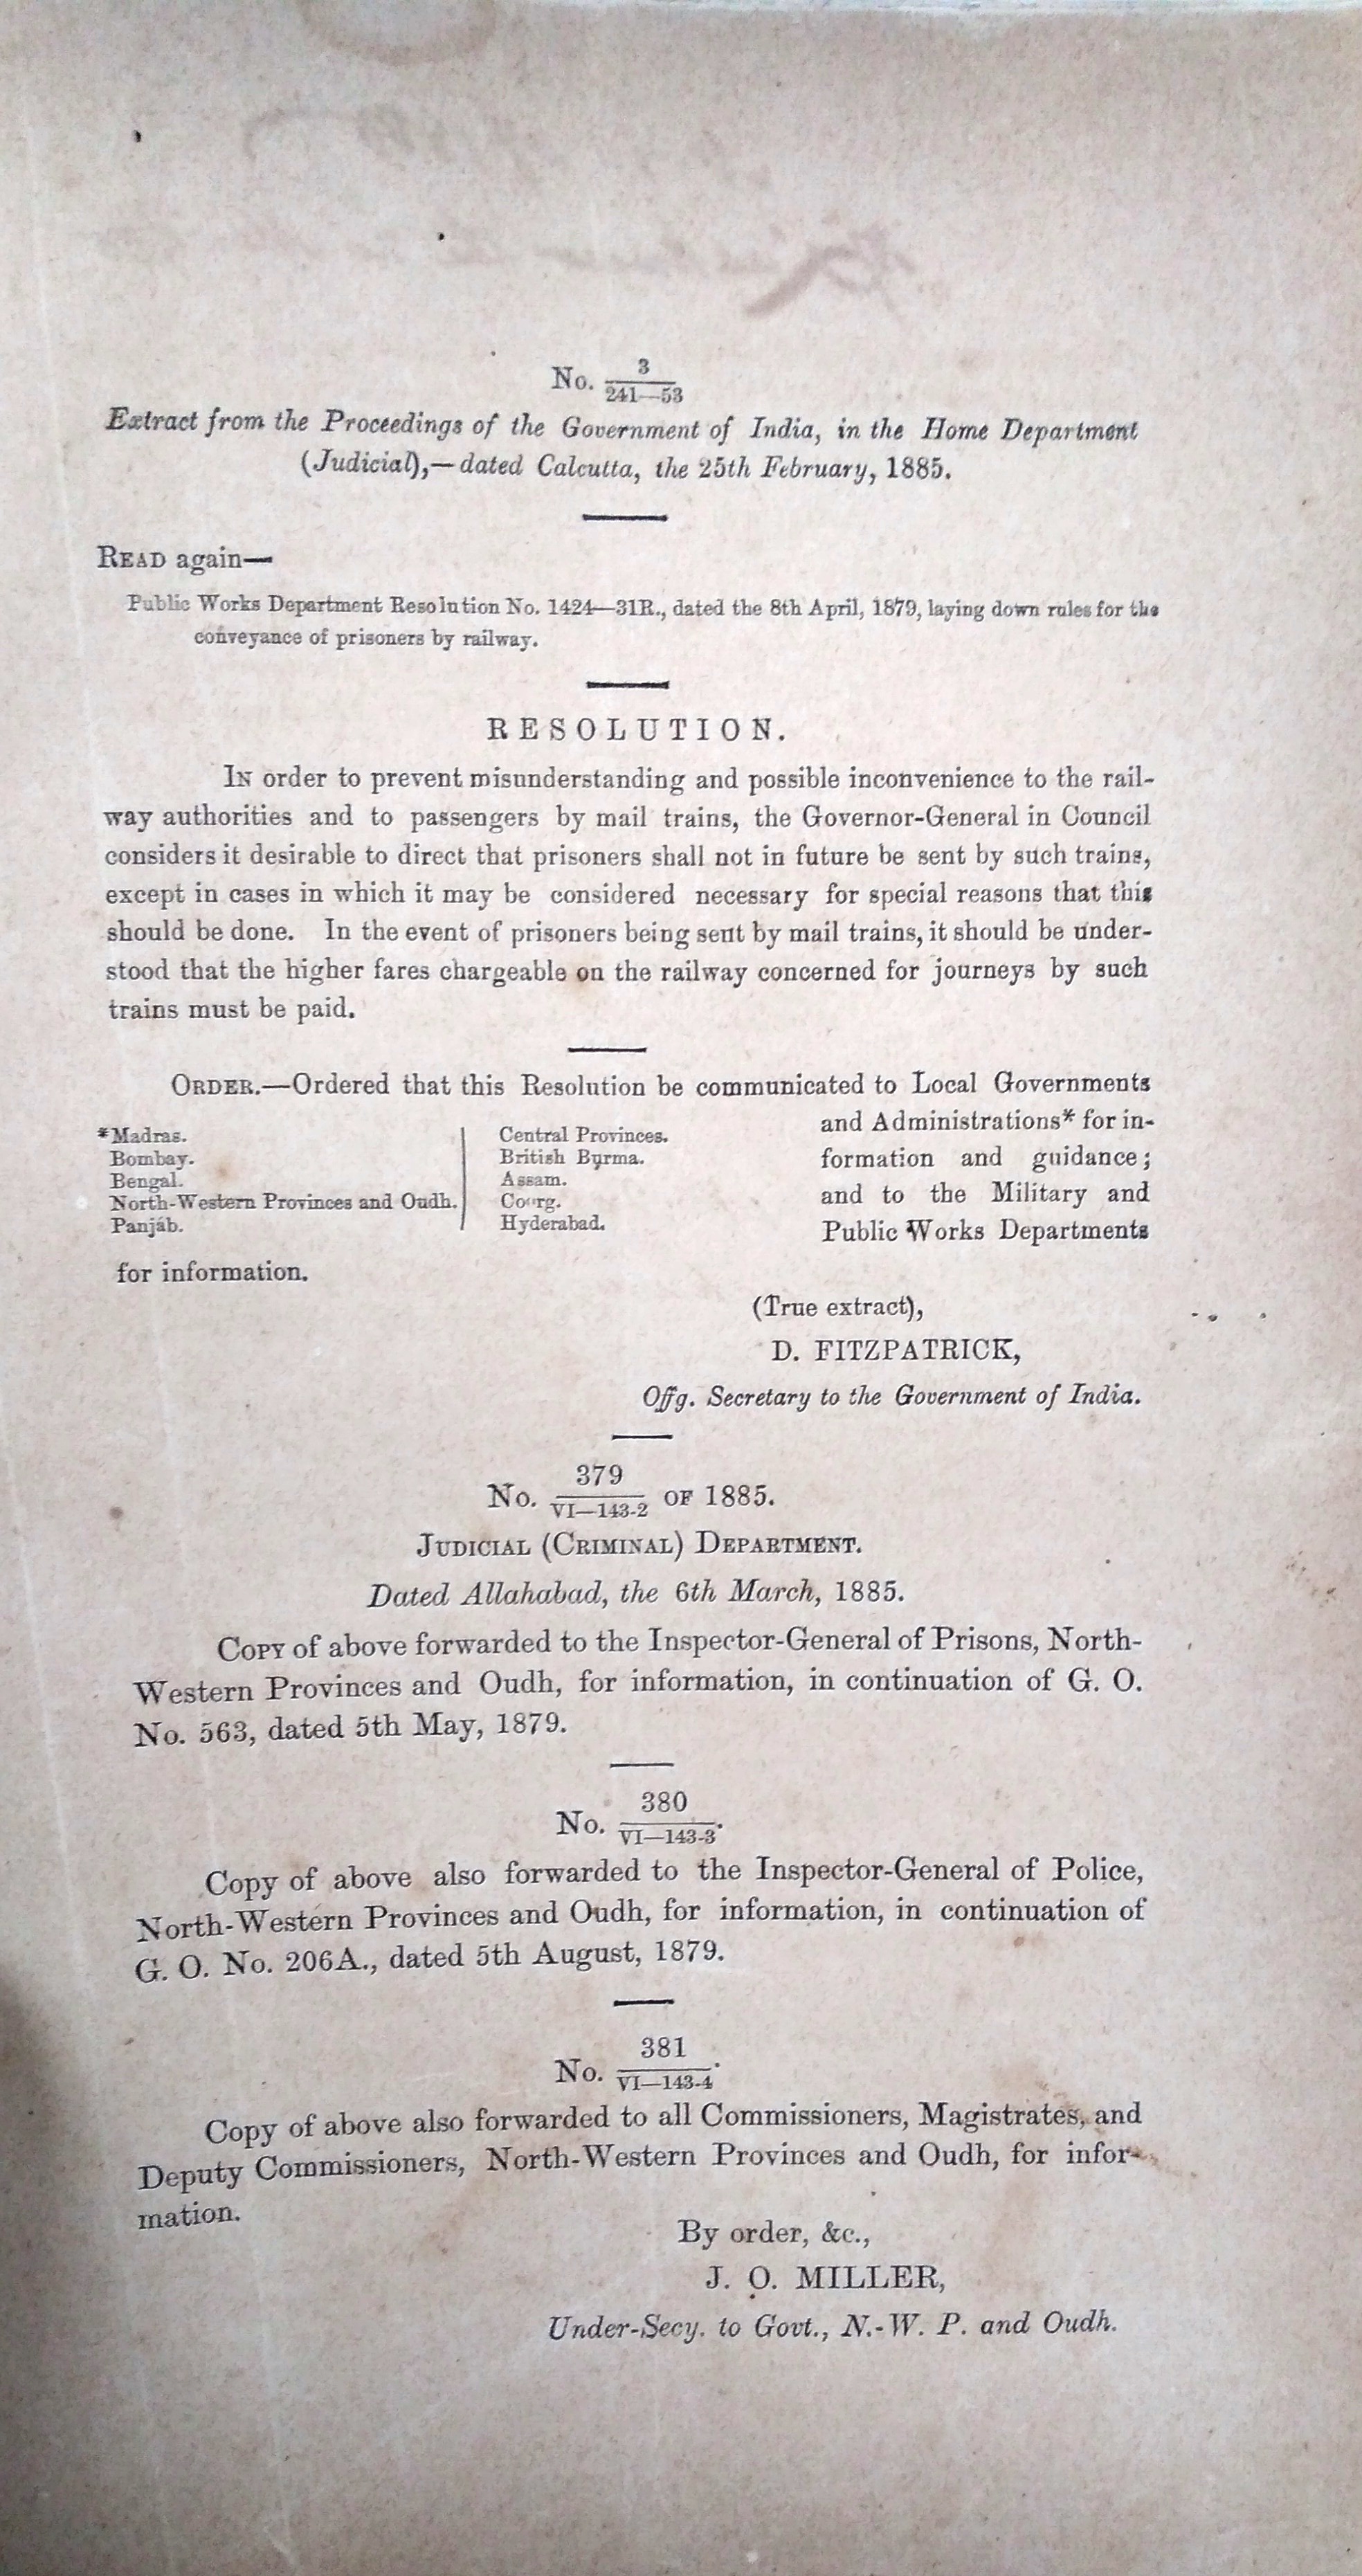 No. 3
241—53
Extract from the Proceedings of the Government of India, in the Home Department
(Judicial),—dated Calcutta, the 25th February, 1885.
READ again—
Public Works Department Resolution No. 1424—31R., dated the 8th April, 1879, laying down rules for the
conveyance of prisoners by railway.
RESOLUTION.
IN order to prevent misunderstanding and possible inconvenience to the rail-
way authorities and to passengers by mail trains, the Governor-General in Council
considers it desirable to direct that prisoners shall not in future be sent by such trains,
except in cases in which it may be considered necessary for special reasons that this
should be done. In the event of prisoners being sent by mail trains, it should be under-
stood that the higher fares chargeable on the railway concerned for journeys by such
trains must be paid.
ORDER.—Ordered that this Resolution be communicated to Local Governments
*Madras.
Bombay.
Bengal.
North-Western Provinces and Oudh.
Panjáb.
Central Provinces.
British Burma.
Assam.
Coorg.
Hyderabad.
and Administrations* for in-
formation and guidance;
and to the Military and
Public Works Departments
for information.
(True extract),
D. FITZPATRICK,
Offg. Secretary to the Government of India.
No. 379
VI—143-2 OF 1885.
JUDICIAL (CRIMINAL) DEPARTMENT.
Dated Allahabad, the 6th March, 1885.
COPY of above forwarded to the Inspector-General of Prisons, North-
Western Provinces and Oudh, for information, in continuation of G. O.
No. 563, dated 5th May, 1879.
No. 380
VI—143-3.
Copy of above also forwarded to the Inspector-General of Police,
North-Western Provinces and Oudh, for information, in continuation of
G. O. No. 206A., dated 5th August, 1879.
No. 381
VI—143-4.
Copy of above also forwarded to all Commissioners, Magistrates, and
Deputy Commissioners, North-Western Provinces and Oudh, for infor-
mation.
By order, &c.,
J. O. MILLER,
Under-Secy. to Govt., N.-W. P. and Oudh.